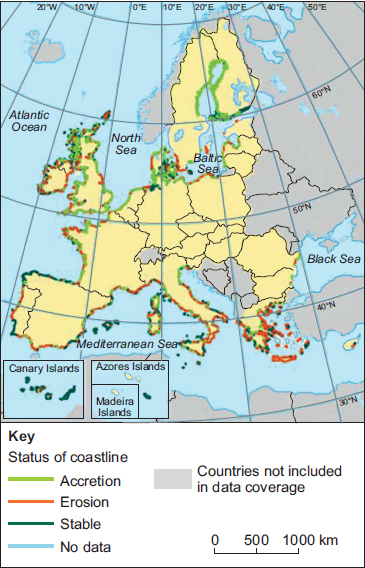 20°W 10°W 0° 10°E 20°E 30°E 40°E 50°E
60°N
Atlantic
Ocean
North
Sea
Baltic
Sea
50°N
Black Sea
40°N
Mediterranean Sea
Canary Islands
Azores Islands
Madeira
Islands
30°N
Key
Status of coastline
Accretion
Erosion
Stable
No data
Countries not included
in data coverage
0 500 1000 km